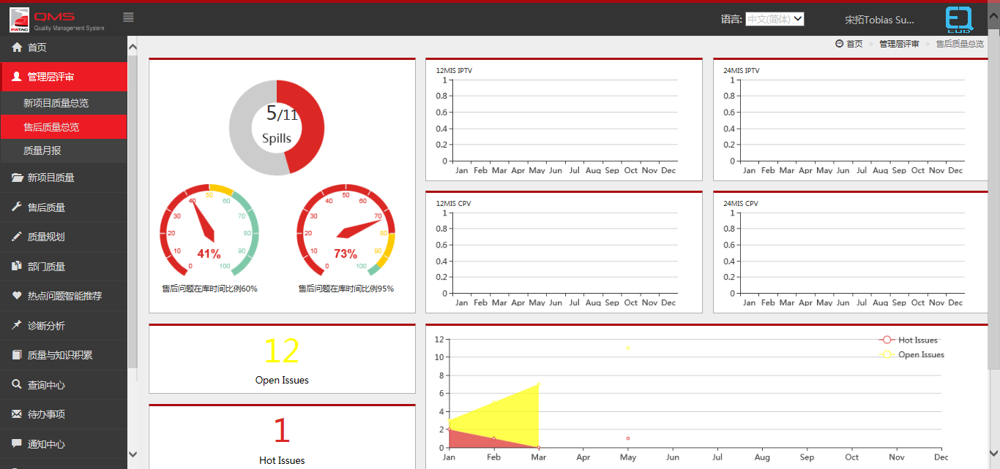 PATAC
QMS
Quality Management System
语言: 中文(简体)
宋拓Tobias Su...
EQ
CUB
首页 > 管理层评审 > 售后质量总览
首页
管理层评审
新项目质量总览
售后质量总览
质量月报
新项目质量
售后质量
质量规划
部门质量
热点问题智能推荐
诊断分析
质量与知识积累
查询中心
待办事项
通知中心
5/11
Spills
0 10 20 30 40 50 60 70 80 90 100
41%
售后问题在库时间比例60%
0 10 20 30 40 50 60 70 80 90 100
73%
售后问题在库时间比例95%
12MIS IPTV
1
0.8
0.6
0.4
0.2
0
Jan Feb Mar Apr May Jun Jul Aug Sep Oct Nov Dec
24MIS IPTV
1
0.8
0.6
0.4
0.2
0
Jan Feb Mar Apr May Jun Jul Aug Sep Oct Nov Dec
12MIS CPV
1
0.8
0.6
0.4
0.2
0
Jan Feb Mar Apr May Jun Jul Aug Sep Oct Nov Dec
24MIS CPV
1
0.8
0.6
0.4
0.2
0
Jan Feb Mar Apr May Jun Jul Aug Sep Oct Nov Dec
12
Open Issues
1
Hot Issues
Hot Issues
Open Issues
12
10
8
6
4
2
0
Jan Feb Mar Apr May Jun Jul Aug Sep Oct Nov Dec